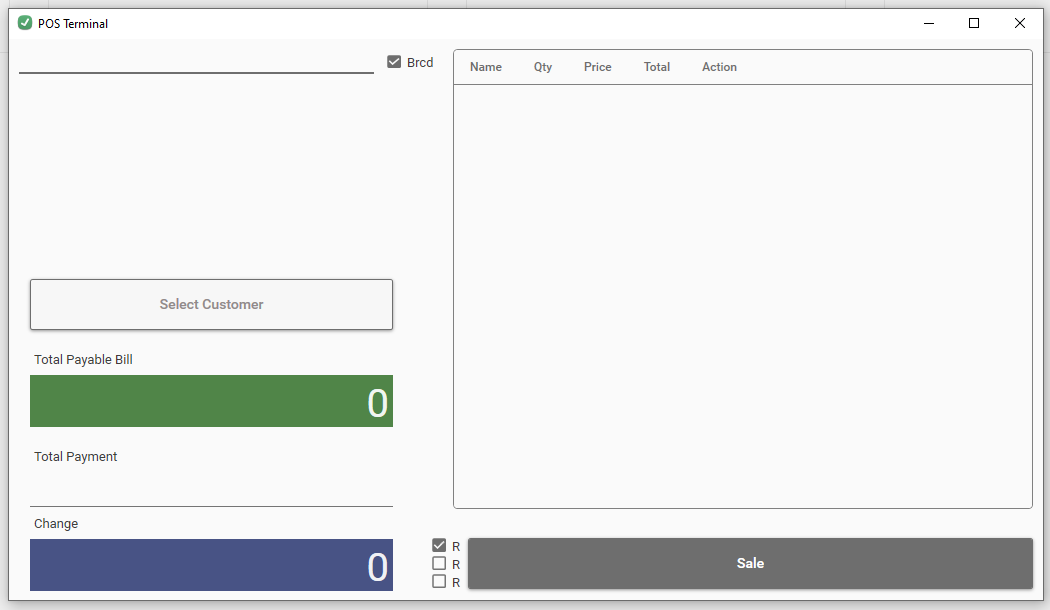 POS Terminal
Brcd
Name Qty Price Total Action
Select Customer
Total Payable Bill
0
Total Payment
Change
0
R
R
R
Sale